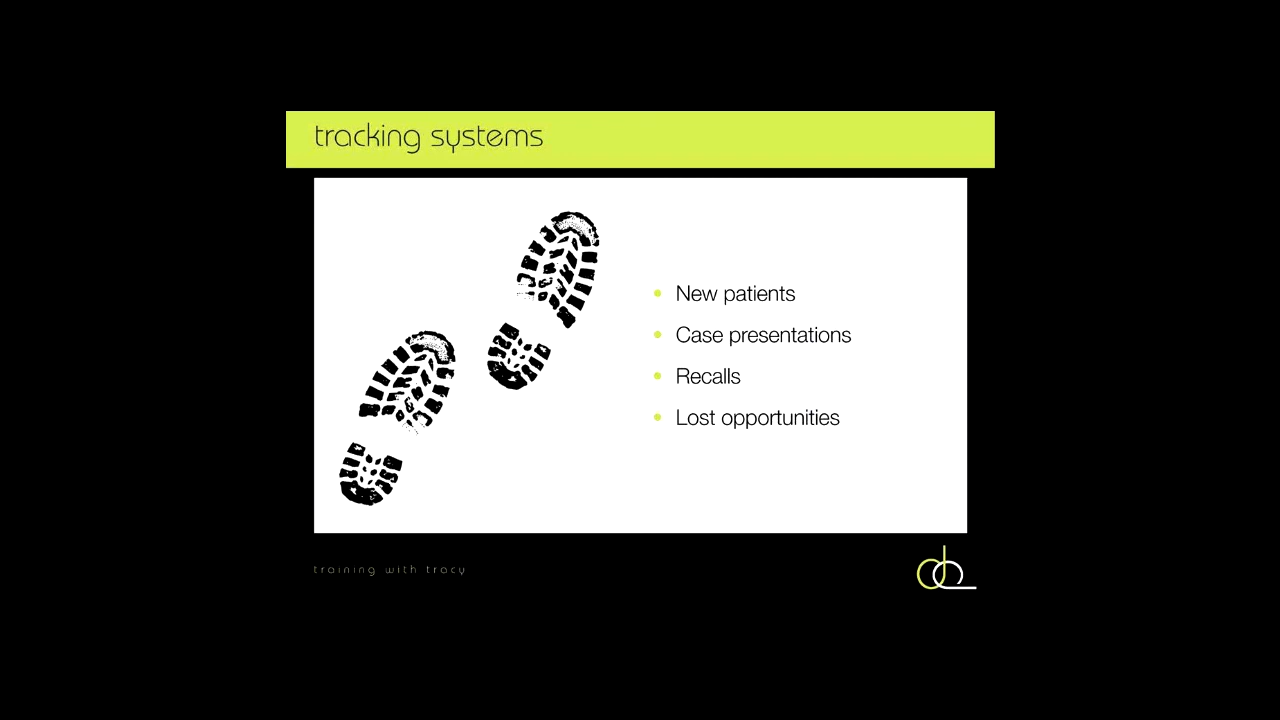 tracking systems
New patients
Case presentations
Recalls
Lost opportunities
training with tracy